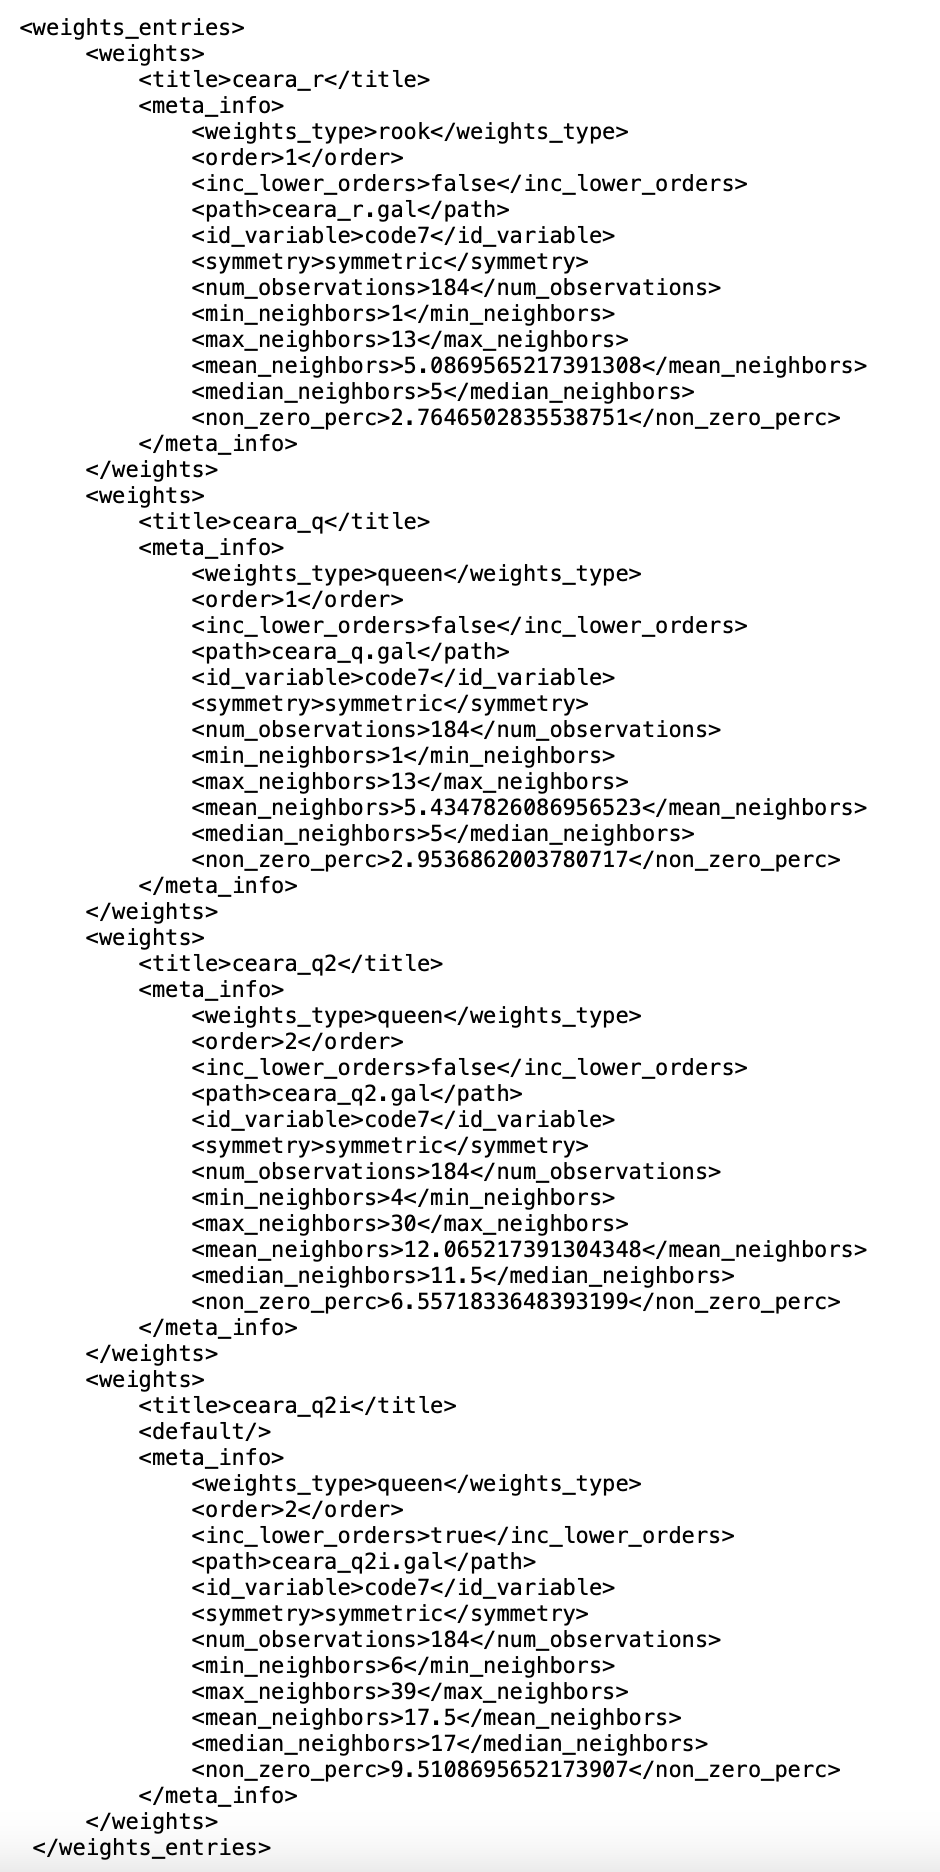 <weights_entries>
<weights>
<title>ceara_r</title>
<meta_info>
<weights_type>rook</weights_type>
<order>1</order>
<inc_lower_orders>false</inc_lower_orders>
<path>ceara_r.gal</path>
<id_variable>code7</id_variable>
<symmetry>symmetric</symmetry>
<num_observations>184</num_observations>
<min_neighbors>1</min_neighbors>
<max_neighbors>13</max_neighbors>
<mean_neighbors>5.0869565217391308</mean_neighbors>
<median_neighbors>5</median_neighbors>
<non_zero_perc>2.7646502835538751</non_zero_perc>
</meta_info>
</weights>
<weights>
<title>ceara_q</title>
<meta_info>
<weights_type>queen</weights_type>
<order>1</order>
<inc_lower_orders>false</inc_lower_orders>
<path>ceara_q.gal</path>
<id_variable>code7</id_variable>
<symmetry>symmetric</symmetry>
<num_observations>184</num_observations>
<min_neighbors>1</min_neighbors>
<max_neighbors>13</max_neighbors>
<mean_neighbors>5.4347826086956523</mean_neighbors>
<median_neighbors>5</median_neighbors>
<non_zero_perc>2.9536862003780717</non_zero_perc>
</meta_info>
</weights>
<weights>
<title>ceara_q2</title>
<meta_info>
<weights_type>queen</weights_type>
<order>2</order>
<inc_lower_orders>false</inc_lower_orders>
<path>ceara_q2.gal</path>
<id_variable>code7</id_variable>
<symmetry>symmetric</symmetry>
<num_observations>184</num_observations>
<min_neighbors>4</min_neighbors>
<max_neighbors>30</max_neighbors>
<mean_neighbors>12.065217391304348</mean_neighbors>
<median_neighbors>11.5</median_neighbors>
<non_zero_perc>6.5571833648393199</non_zero_perc>
</meta_info>
</weights>
<weights>
<title>ceara_q2i</title>
<default/>
<meta_info>
<weights_type>queen</weights_type>
<order>2</order>
<inc_lower_orders>true</inc_lower_orders>
<path>ceara_q2i.gal</path>
<id_variable>code7</id_variable>
<symmetry>symmetric</symmetry>
<num_observations>184</num_observations>
<min_neighbors>6</min_neighbors>
<max_neighbors>39</max_neighbors>
<mean_neighbors>17.5</mean_neighbors>
<median_neighbors>17</median_neighbors>
<non_zero_perc>9.5108695652173907</non_zero_perc>
</meta_info>
</weights>
</weights_entries>